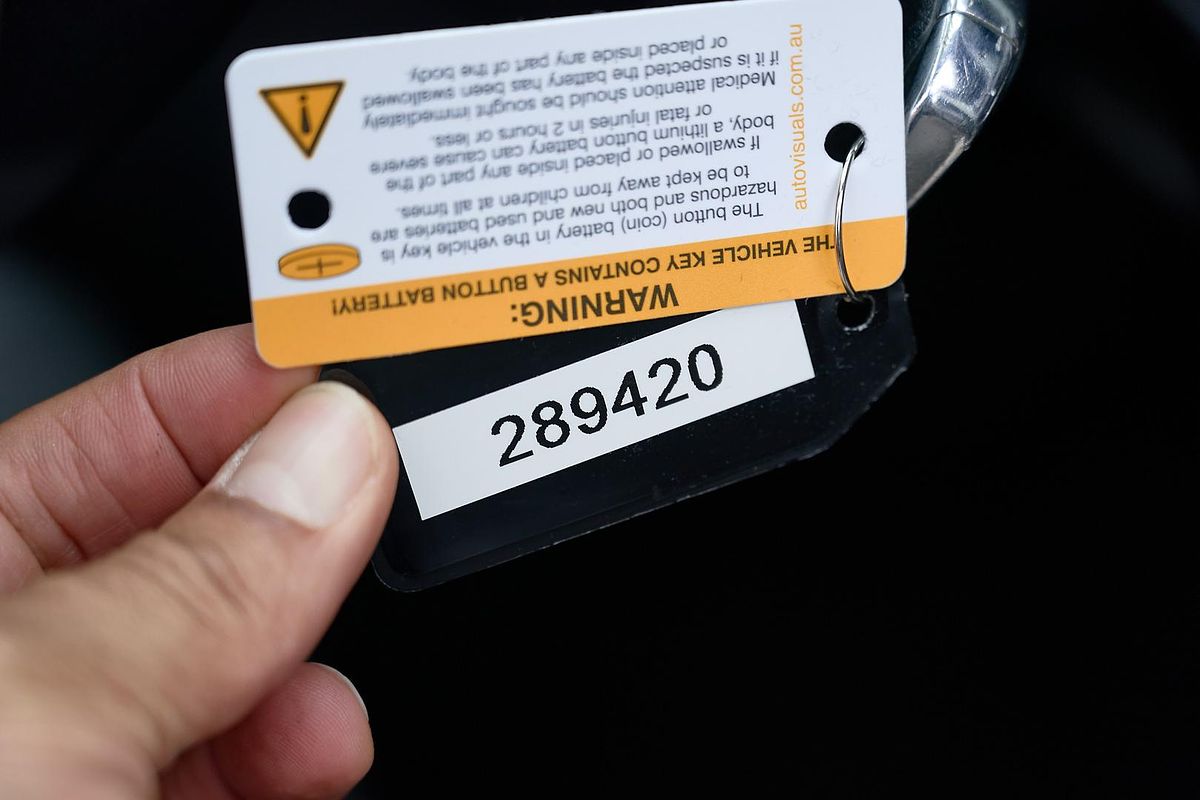 WARNING:
THE VEHICLE KEY CONTAINS A BUTTON BATTERY!
The button (coin) battery in the vehicle key is
hazardous and both new and used batteries are
to be kept away from children at all times.
If swallowed or placed inside any part of the
body, a lithium button battery can cause severe
or fatal injuries in 2 hours or less.
Medical attention should be sought immediately
if it is suspected the battery has been swallowed
or placed inside any part of the body.
autovisuals.com.au
289420